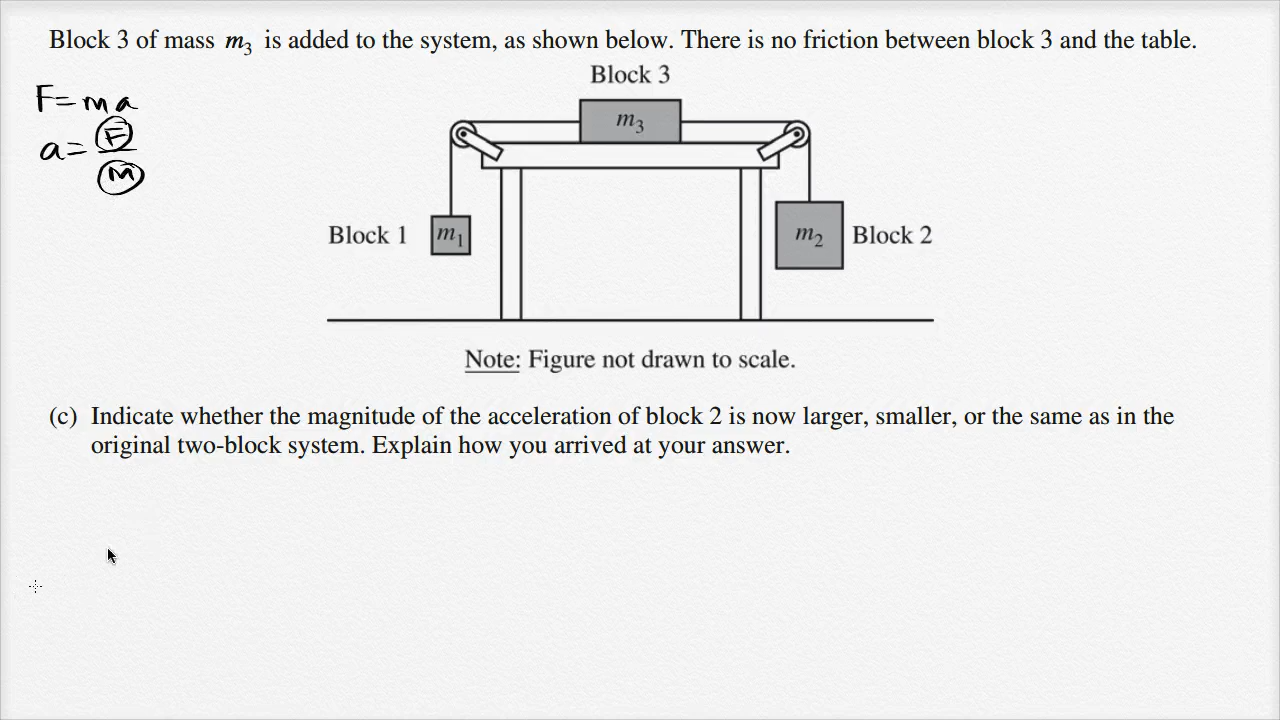 Block 3 of mass m3 is added to the system, as shown below. There is no friction between block 3 and the table.
F=ma
a=F/M
Block 3
m3
Block 1
m1
m2
Block 2
Note: Figure not drawn to scale.
(c) Indicate whether the magnitude of the acceleration of block 2 is now larger, smaller, or the same as in the
original two-block system. Explain how you arrived at your answer.